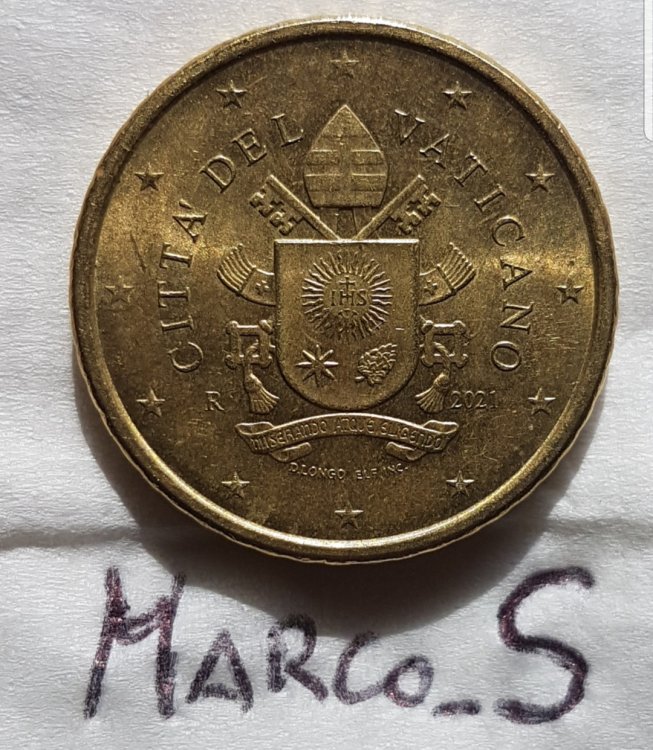 CITTA' DEL VATICANO
IHS
R 2021
MISERANDO ATQUE ELIGENDO
D.LONGO ELF.INC.
MARCO_S